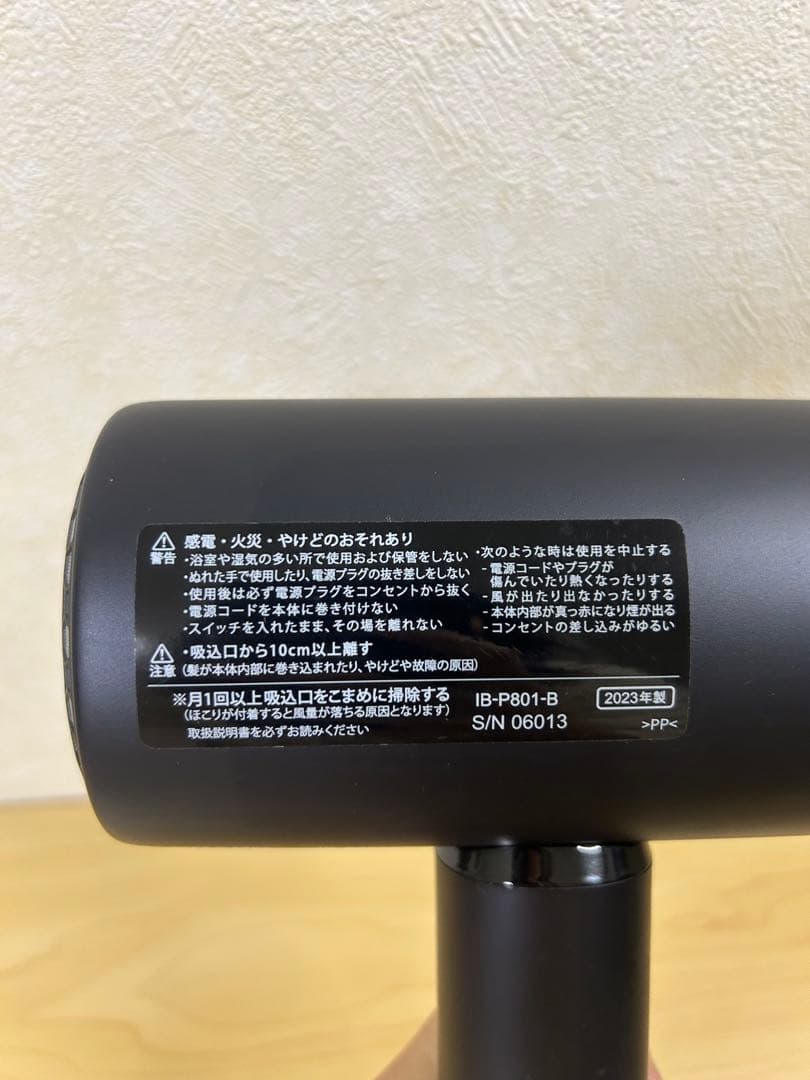 警告
感電・火災・やけどのおそれあり
・浴室や湿気の多い所で使用および保管をしない
・ぬれた手で使用したり、電源プラグの抜き差しをしない
・使用後は必ず電源プラグをコンセントから抜く
・電源コードを本体に巻き付けない
・スイッチを入れたまま、その場を離れない
・次のような時は使用を中止する
- 電源コードやプラグが
傷んでいたり熱くなったりする
- 風が出たり出なかったりする
- 本体内部が真っ赤になり煙が出る
- コンセントの差し込みがゆるい
注意
・吸込口から10cm以上離す
(髪が本体内部に巻き込まれたり、やけどや故障の原因)
※月1回以上吸込口をこまめに掃除する
(ほこりが付着すると風量が落ちる原因となります)
取扱説明書を必ずお読みください
IB-P801-B
2023年製
S/N 06013
>PP<